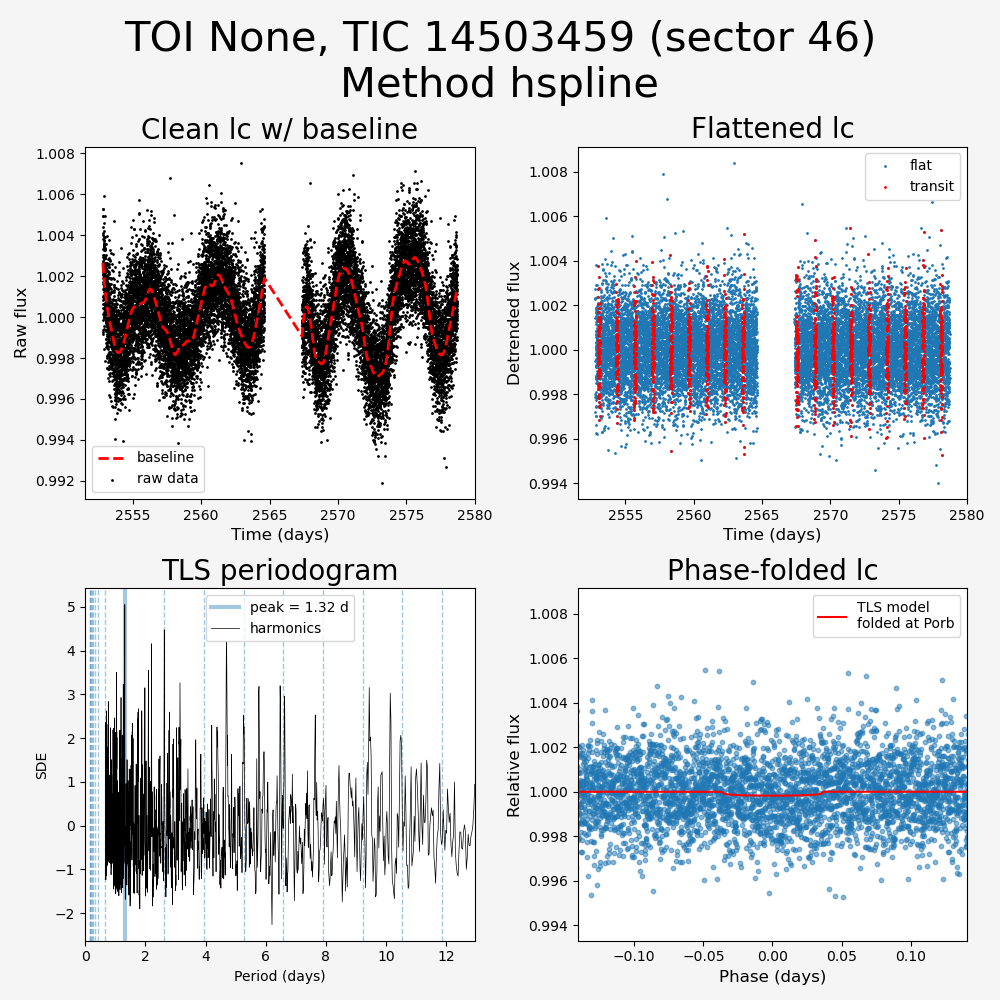 TOI None, TIC 14503459 (sector 46)
Method hspline
Clean lc w/ baseline
1.008
1.006
1.004
1.002
1.000
0.998
0.996
0.994
0.992
Raw flux
baseline
raw data
2555
2560
2565
2570
2575
2580
Time (days)
Flattened lc
1.008
1.006
1.004
1.002
1.000
0.998
0.996
0.994
Detrended flux
flat
transit
2555
2560
2565
2570
2575
2580
Time (days)
TLS periodogram
5
4
3
2
1
0
−1
−2
SDE
peak = 1.32 d
harmonics
0
2
4
6
8
10
12
Period (days)
Phase-folded lc
1.008
1.006
1.004
1.002
1.000
0.998
0.996
0.994
Relative flux
TLS model
folded at Porb
−0.10
−0.05
0.00
0.05
0.10
Phase (days)